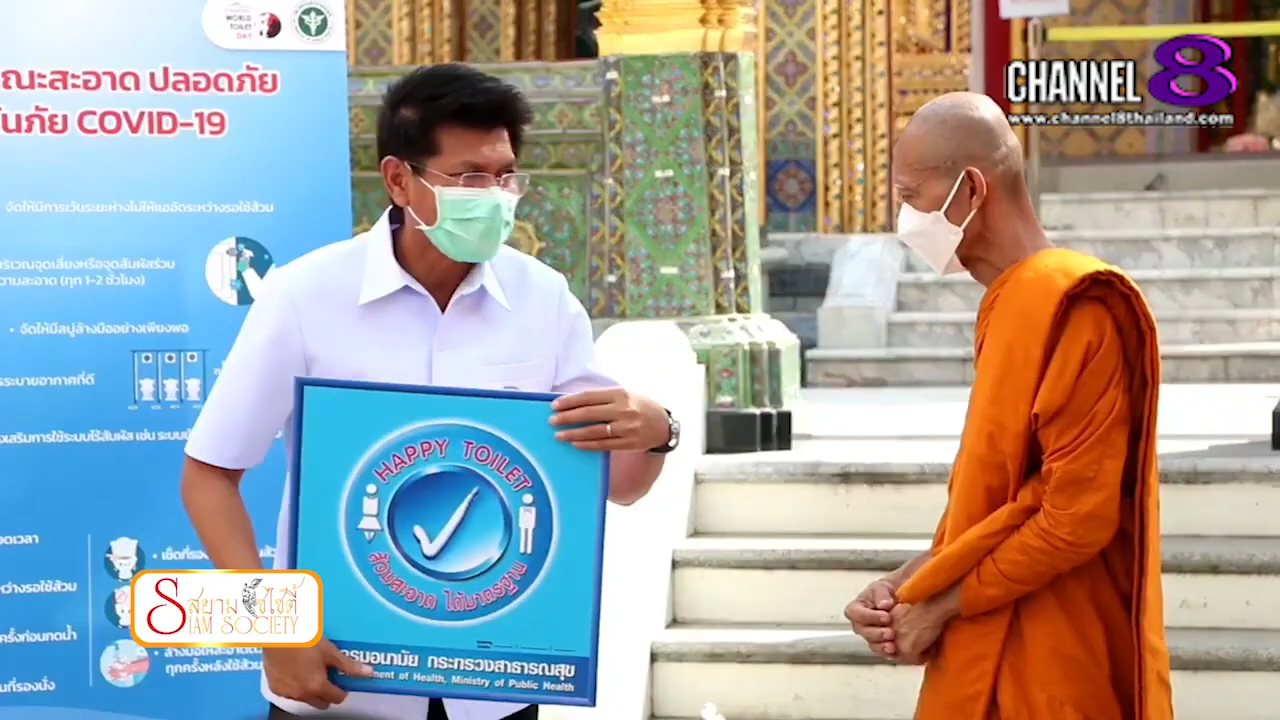 WORLD
TOILET
DAY
ณะสะอาด ปลอดภัย
ันภัย COVID-19
จัดให้มีการเว้นระยะห่างไม่ให้แออัดระหว่างรอใช้ส้วม
ริเวณจุดเสี่ยงหรือจุดสัมผัสร่วม
วามสะอาด (ทุก 1-2 ชั่วโมง)
• จัดให้มีสบู่ล้างมืออย่างเพียงพอ
ระบายอากาศที่ดี
งเสริมการใช้ระบบไร้สัมผัส เช่น
อดเวลา
หว่างรอใช้ส้วม
ครั้งก่อนกดน้ำ
นที่รองนั่ง
• เช็ดที่รอง
ทุกครั้งหลังใช้ส้วม
CHANNEL 8
www.channel8thailand.com
HAPPY TOILET
ส้วมสะอาด ได้มาตรฐาน
กรมอนามัย กระทรวงสาธารณสุข
ment of Health, Ministry of Public Health
สยาม โซไซตี้
SIAM SOCIETY